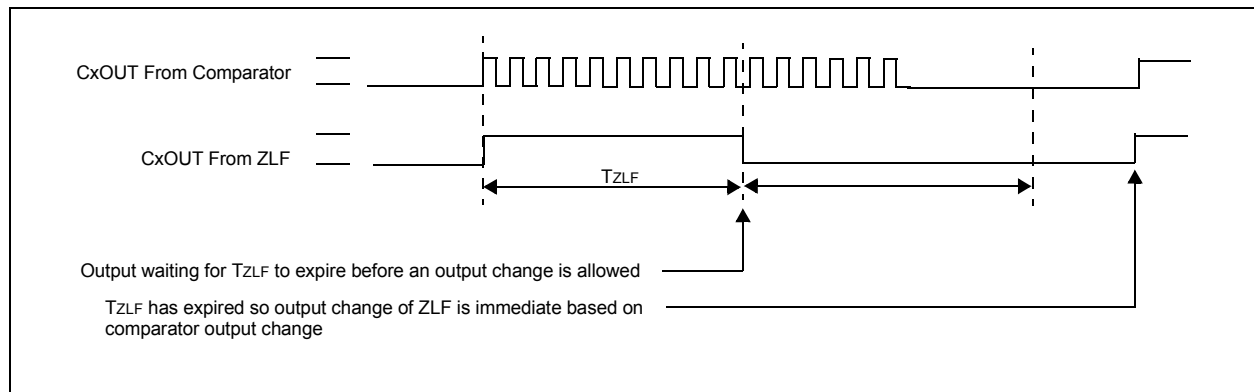 CxOUT From Comparator
CxOUT From ZLF
TZLF
Output waiting for TZLF to expire before an output change is allowed
TZLF has expired so output change of ZLF is immediate based on
comparator output change